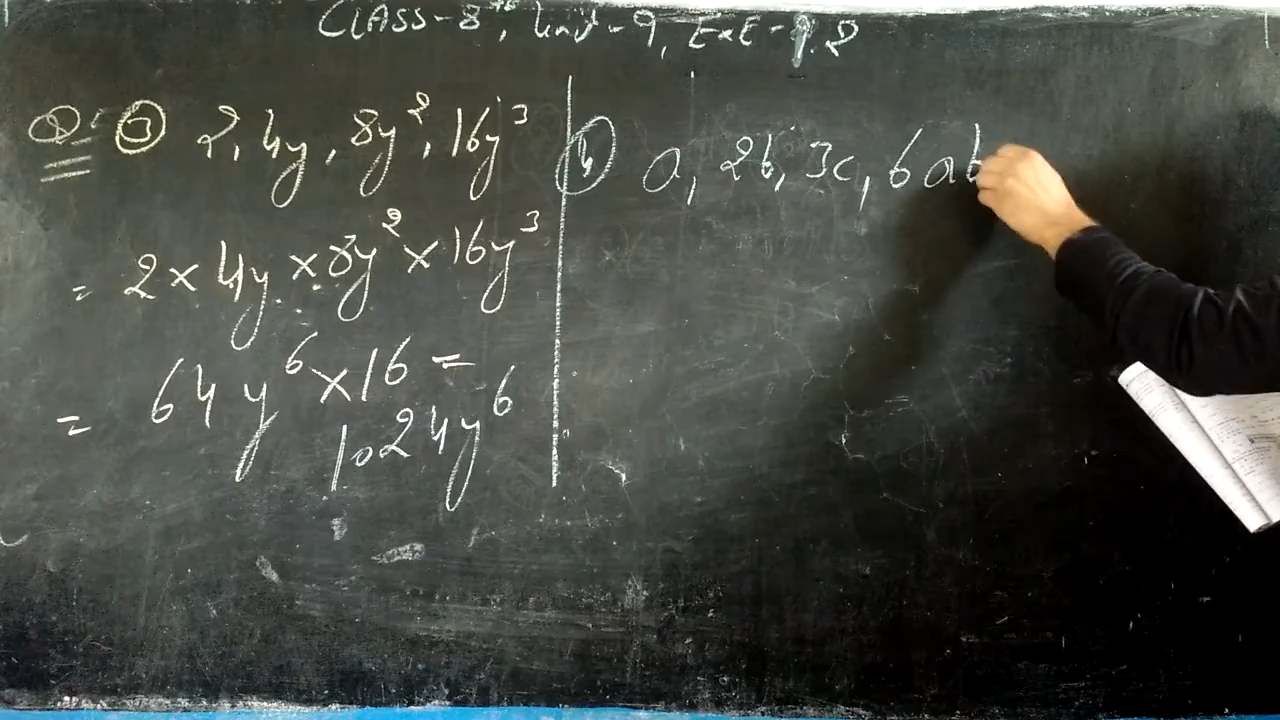 CLASS-8th, Unit-9, ExE-9.2
Q= ③ 2, 4y, 8y², 16y³
= 2 × 4y × 8y² × 16y³
= 64y⁶ × 16 =
1024y⁶
④ a, 2b, 3c, 6ab